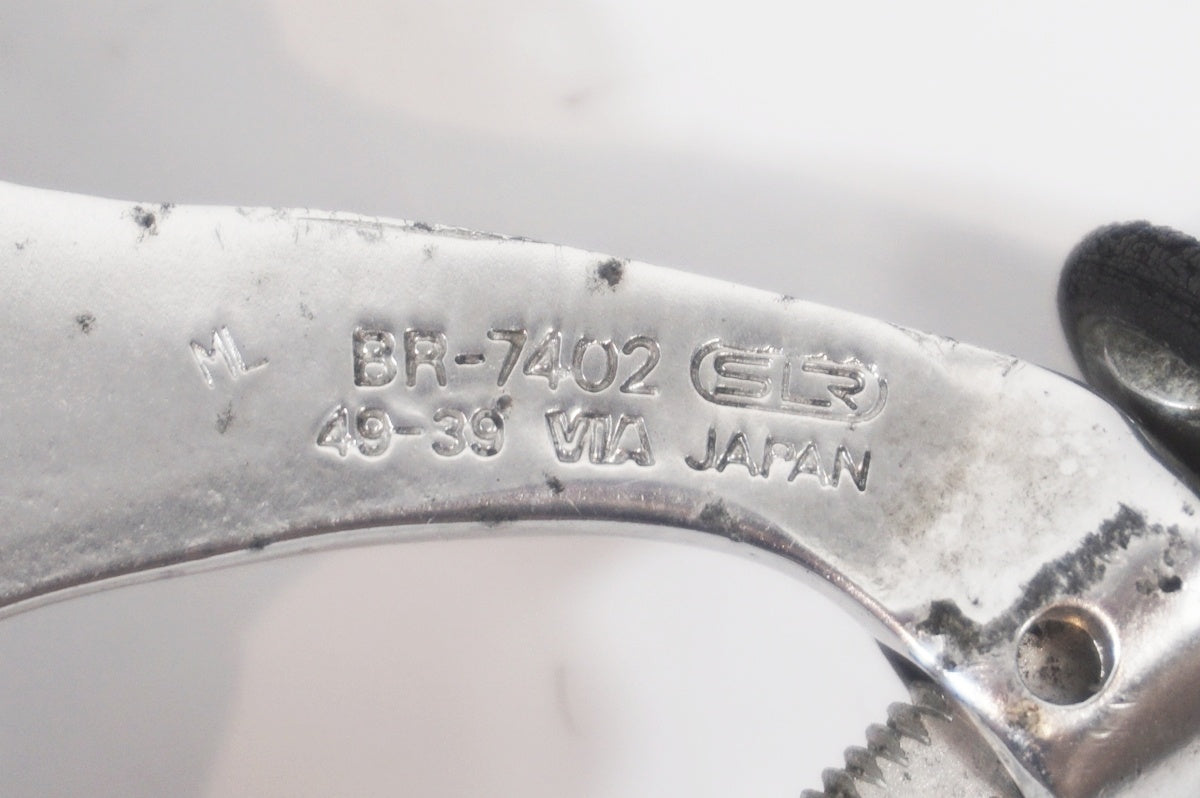 ML BR-7402 SLR
49-39 VIA JAPAN